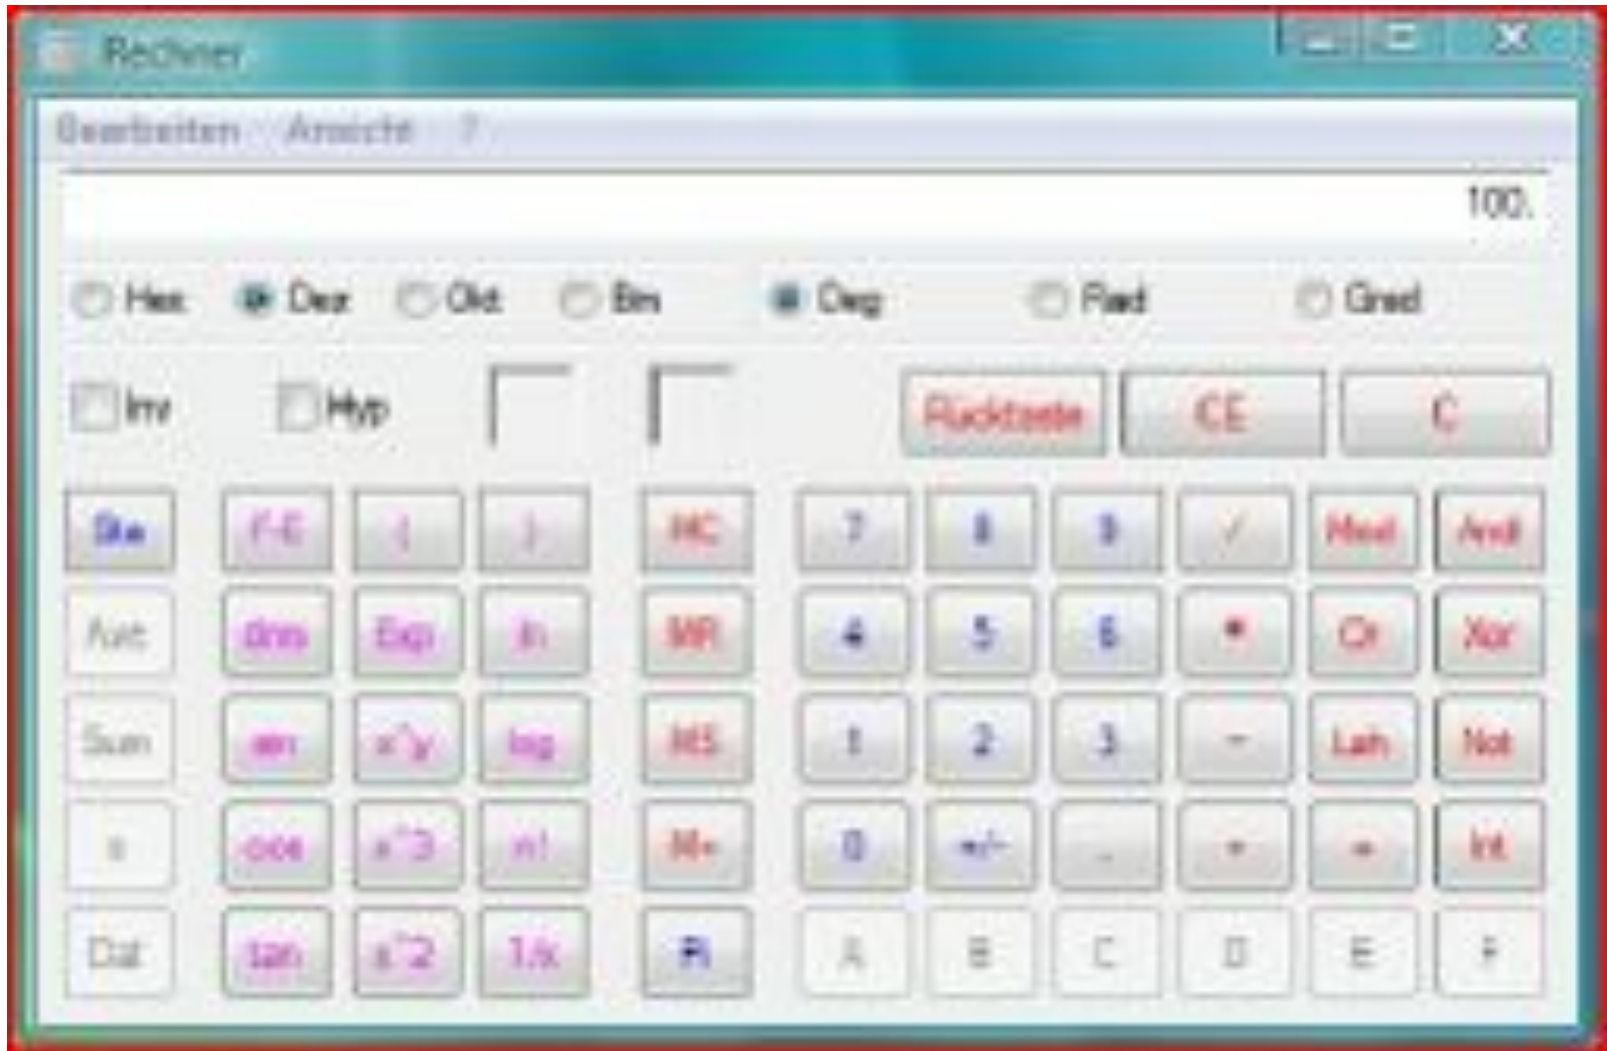 Rechner
Bearbeiten Ansicht ?
100.
Hex Dez Okt Bin Deg Rad Grad
Inv Hyp Rücktaste CE C
Sta F-E ( ) MC 7 8 9 / Mod And
Ave dms Exp ln MR 4 5 6 * Or Xor
Sum sin x^y log MS 1 2 3 - Lsh Not
s cos x^3 n! M+ 0 +/- , + = Int
Dat tan x^2 1/x Pi A B C D E F